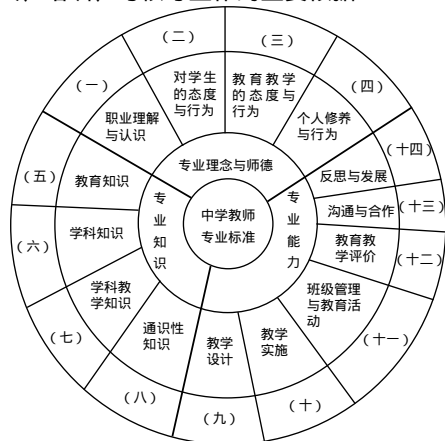 （一）
（二）
（三）
（四）
（五）
（六）
（七）
（八）
（九）
（十）
（十一）
（十二）
（十三）
（十四）
职业理解
与认识
对学生
的态度
与行为
教育教学
的态度与
行为
个人修养
与行为
教育知识
学科知识
学科教
学知识
通识性
知识
教学
设计
教学
实施
班级管理
与教育活
动
教育教
学评价
沟通与合作
反思与发展
专业理念与师德
专业知识
专业能力
中学教师
专业标准